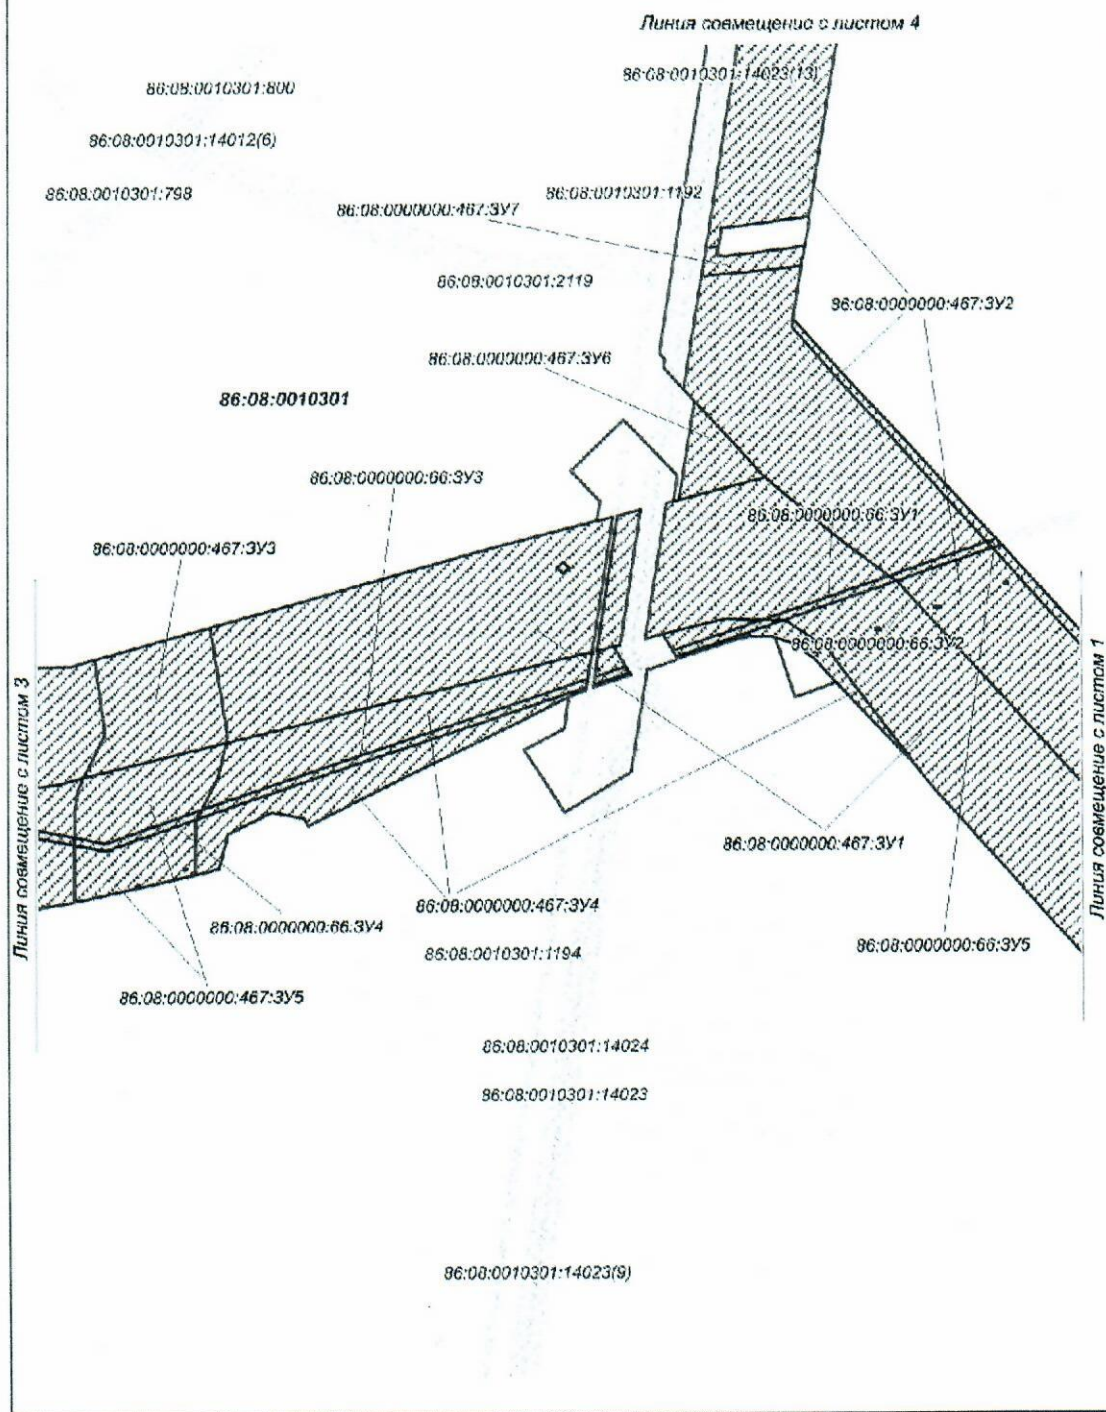 Линия совмещение с листом 4
86:08:0010301:14023(13)
86:08:0010301:800
86:08:0010301:14012(6)
86:08:0010301:798
86:08:0010301:1192
86:08:0000000:467:ЗУ7
86:08:0010301:2119
86:08:0000000:467:ЗУ2
86:08:0000000:467:ЗУ6
86:08:0010301
86:08:0000000:66:ЗУ3
86:08:0000000:66:ЗУ1
86:08:0000000:467:ЗУ3
86:08:0000000:66:ЗУ2
Линия совмещение с листом 3
Линия совмещение с листом 1
86:08:0000000:467:ЗУ1
86:08:0000000:467:ЗУ4
86:08:0000000:66:ЗУ4
86:08:0000000:66:ЗУ5
86:08:0010301:1194
86:08:0000000:467:ЗУ5
86:08:0010301:14024
86:08:0010301:14023
86:08:0010301:14023(9)